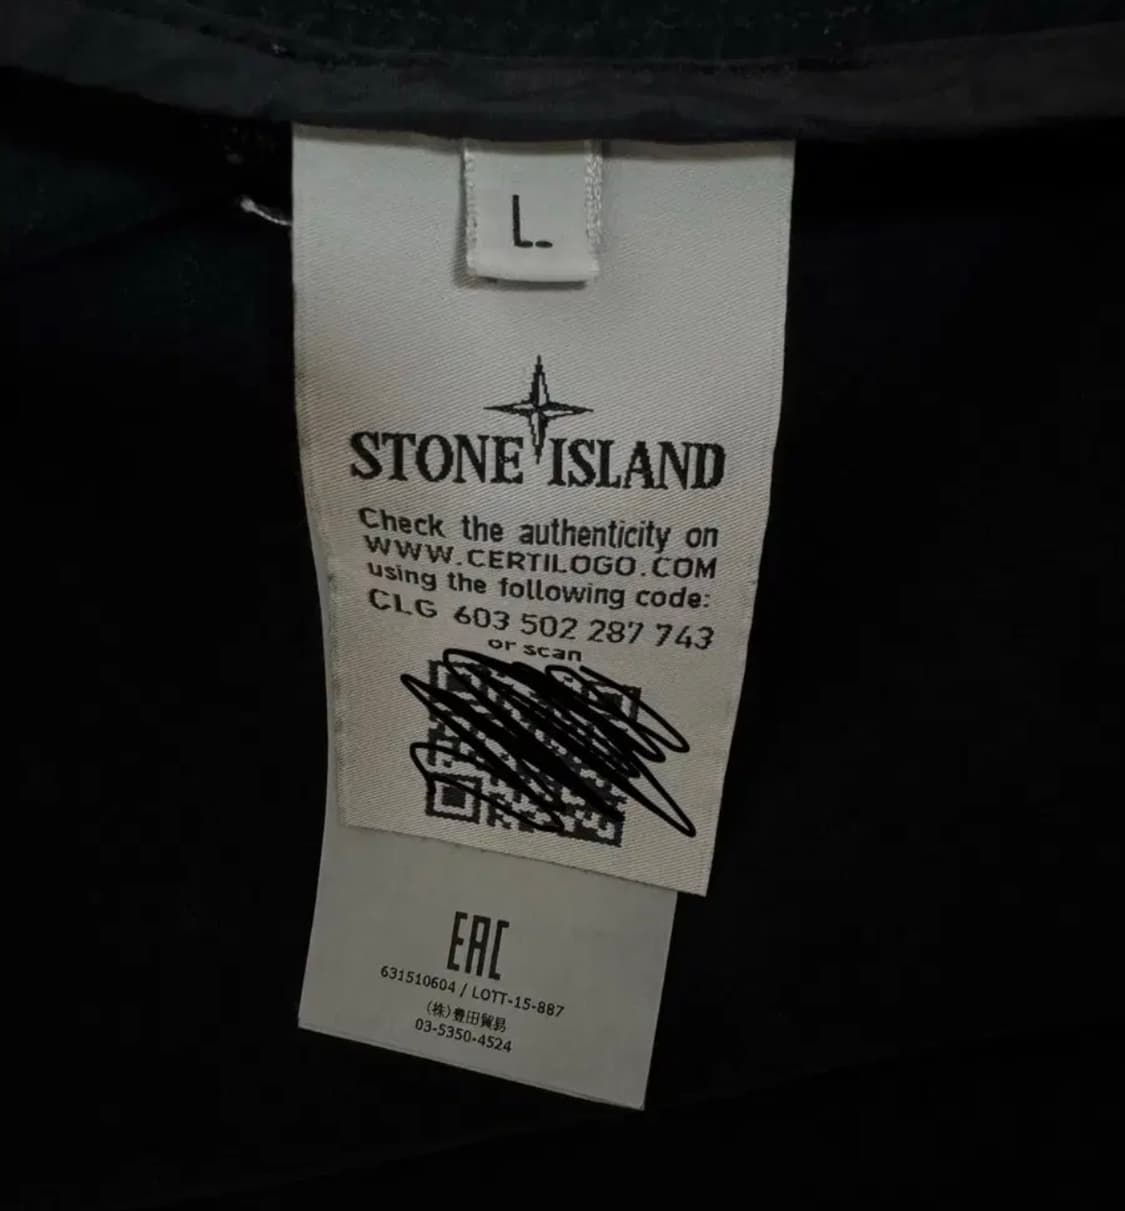 L.
STONE ISLAND
Check the authenticity on
WWW.CERTILOGO.COM
using the following code:
CLG 603 502 287 743
or scan
EAC
631510604 / LOTT-15-887
(株)豊田貿易
03-5350-4524